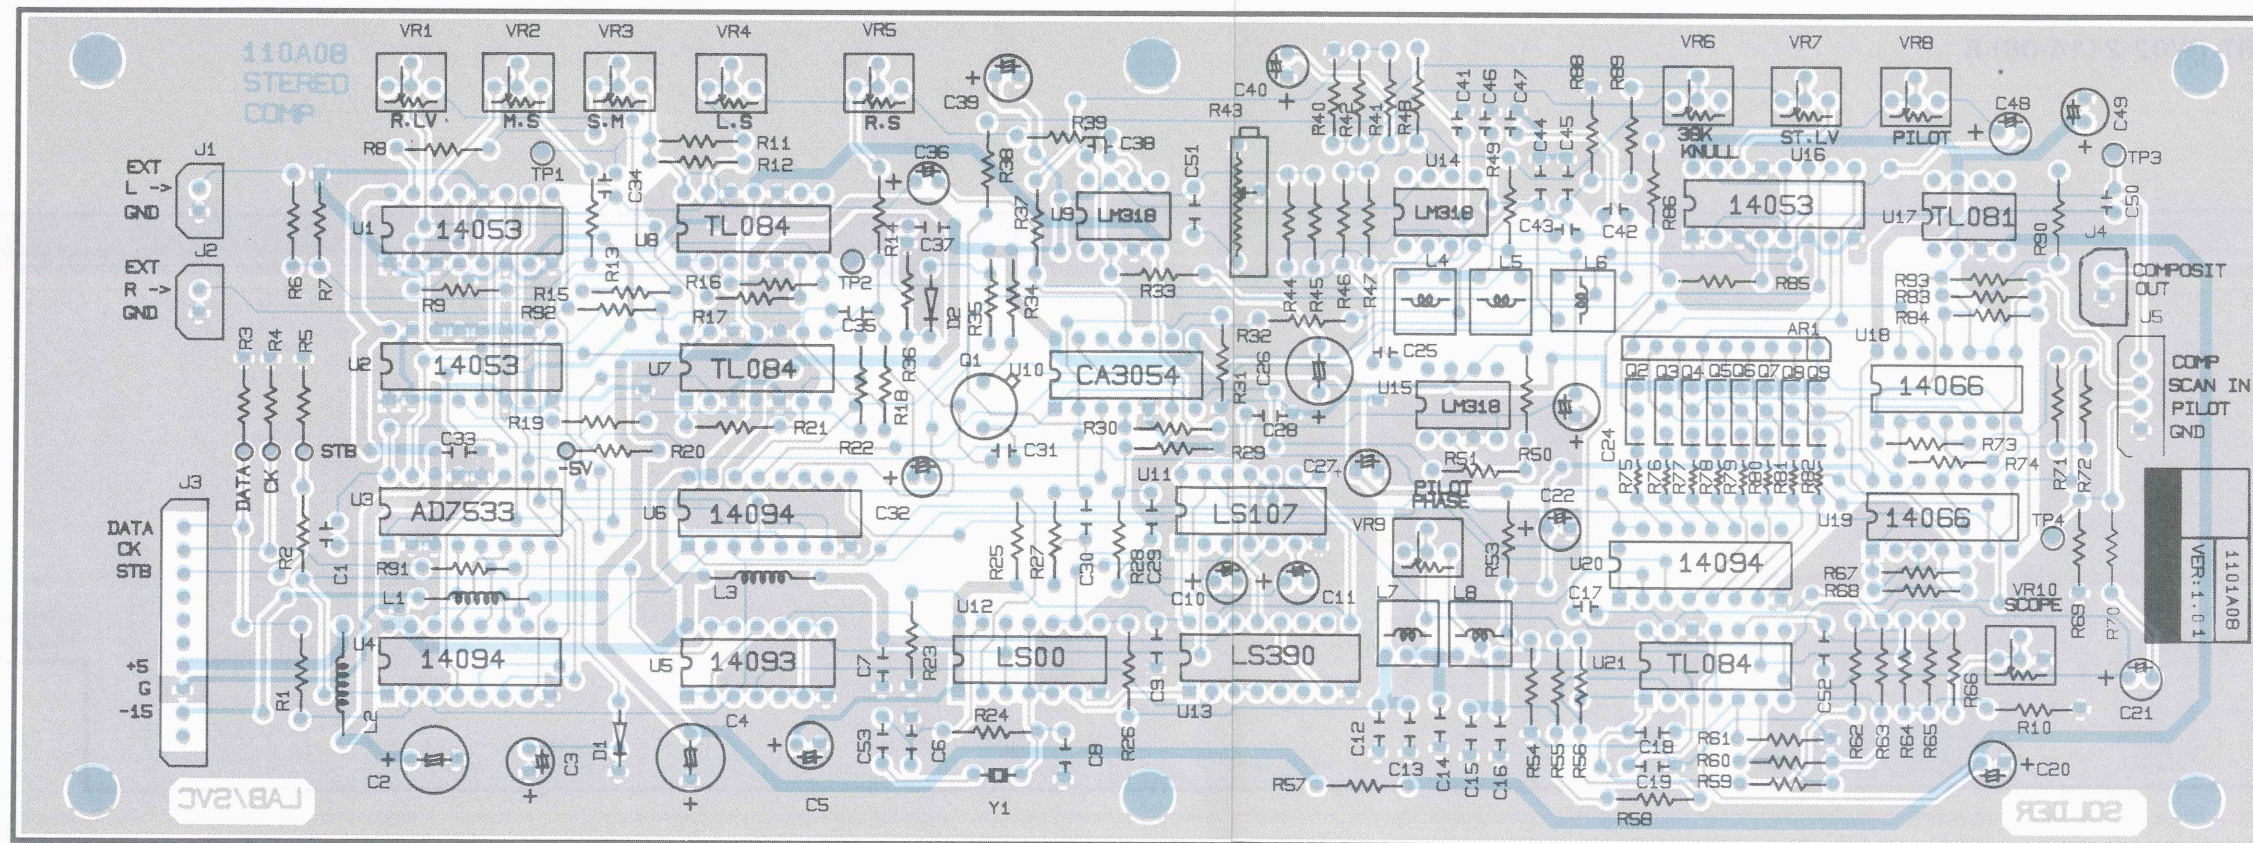 110A0B
STEREO
COMP
VR1
VR2
VR3
VR4
VR5
VR6
VR7
VR8
R.LV
M.S
S.M
L.S
R.S
38K
KNULL
ST.LV
PILOT
C39
C40
R43
R40
R42
R41
R48
C41
C46
C47
R88
R89
C48
C49
R8
TP1
R11
R12
C36
R38
R39
C38
C51
U14
R49
C44
C45
U16
TP3
J1
EXT
L ->
GND
R6
R7
U1
14053
C34
R13
U8
TL084
R14
C37
R37
U9
LM318
LM318
C43
C42
R86
14053
U17
TL081
R90
C50
J4
J2
EXT
R ->
GND
R9
R15
R92
R16
R17
TP2
C35
D2
R35
R34
R33
R44
R45
R46
R47
L4
L5
L6
R85
R93
R83
R84
COMPOSIT
OUT
U5
R3
R4
R5
U2
14053
U7
TL084
R18
R36
Q1
U10
CA3054
R31
R32
C26
C25
U15
LM318
AR1
U18
Q2
Q3
Q4
Q5
Q6
Q7
Q8
Q9
14066
COMP
SCAN IN
PILOT
GND
R19
R20
R21
R22
R30
R29
C28
R50
C24
R73
R74
R71
R72
STB
C33
-5V
C31
C27
R51
R75
R76
R77
R78
R79
R80
R81
R82
J3
DATA
CK
DATA
CK
STB
R2
C1
U3
AD7533
U6
14094
C32
R25
R27
C30
R28
C29
U11
LS107
PILOT
PHASE
VR9
C22
R53
U19
14066
TP4
U20
14094
R91
L1
L3
C10
C11
L7
L8
C17
R67
R68
VR10
SCOPE
R69
R70
1101A08
VER:1.01
+5
G
-15
R1
L2
U4
14094
U5
14093
C7
R23
U12
LS00
R26
C9
LS390
U13
U21
TL084
C52
R62
R63
R64
R65
R66
R10
C21
C2
C3
D1
C4
C5
C53
C6
R24
C8
Y1
R57
C12
C13
C14
C15
C16
R54
R55
R56
C18
C19
R61
R60
R59
R58
C20
LAB/SVC
SOLDER